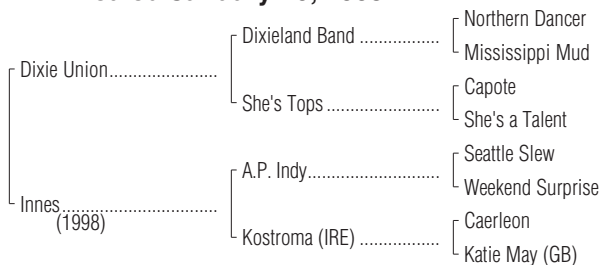 Dixieland Band
Northern Dancer
Mississippi Mud
Dixie Union
She's Tops
Capote
She's a Talent
A.P. Indy
Seattle Slew
Weekend Surprise
Innes
(1998)
Kostroma (IRE)
Caerleon
Katie May (GB)